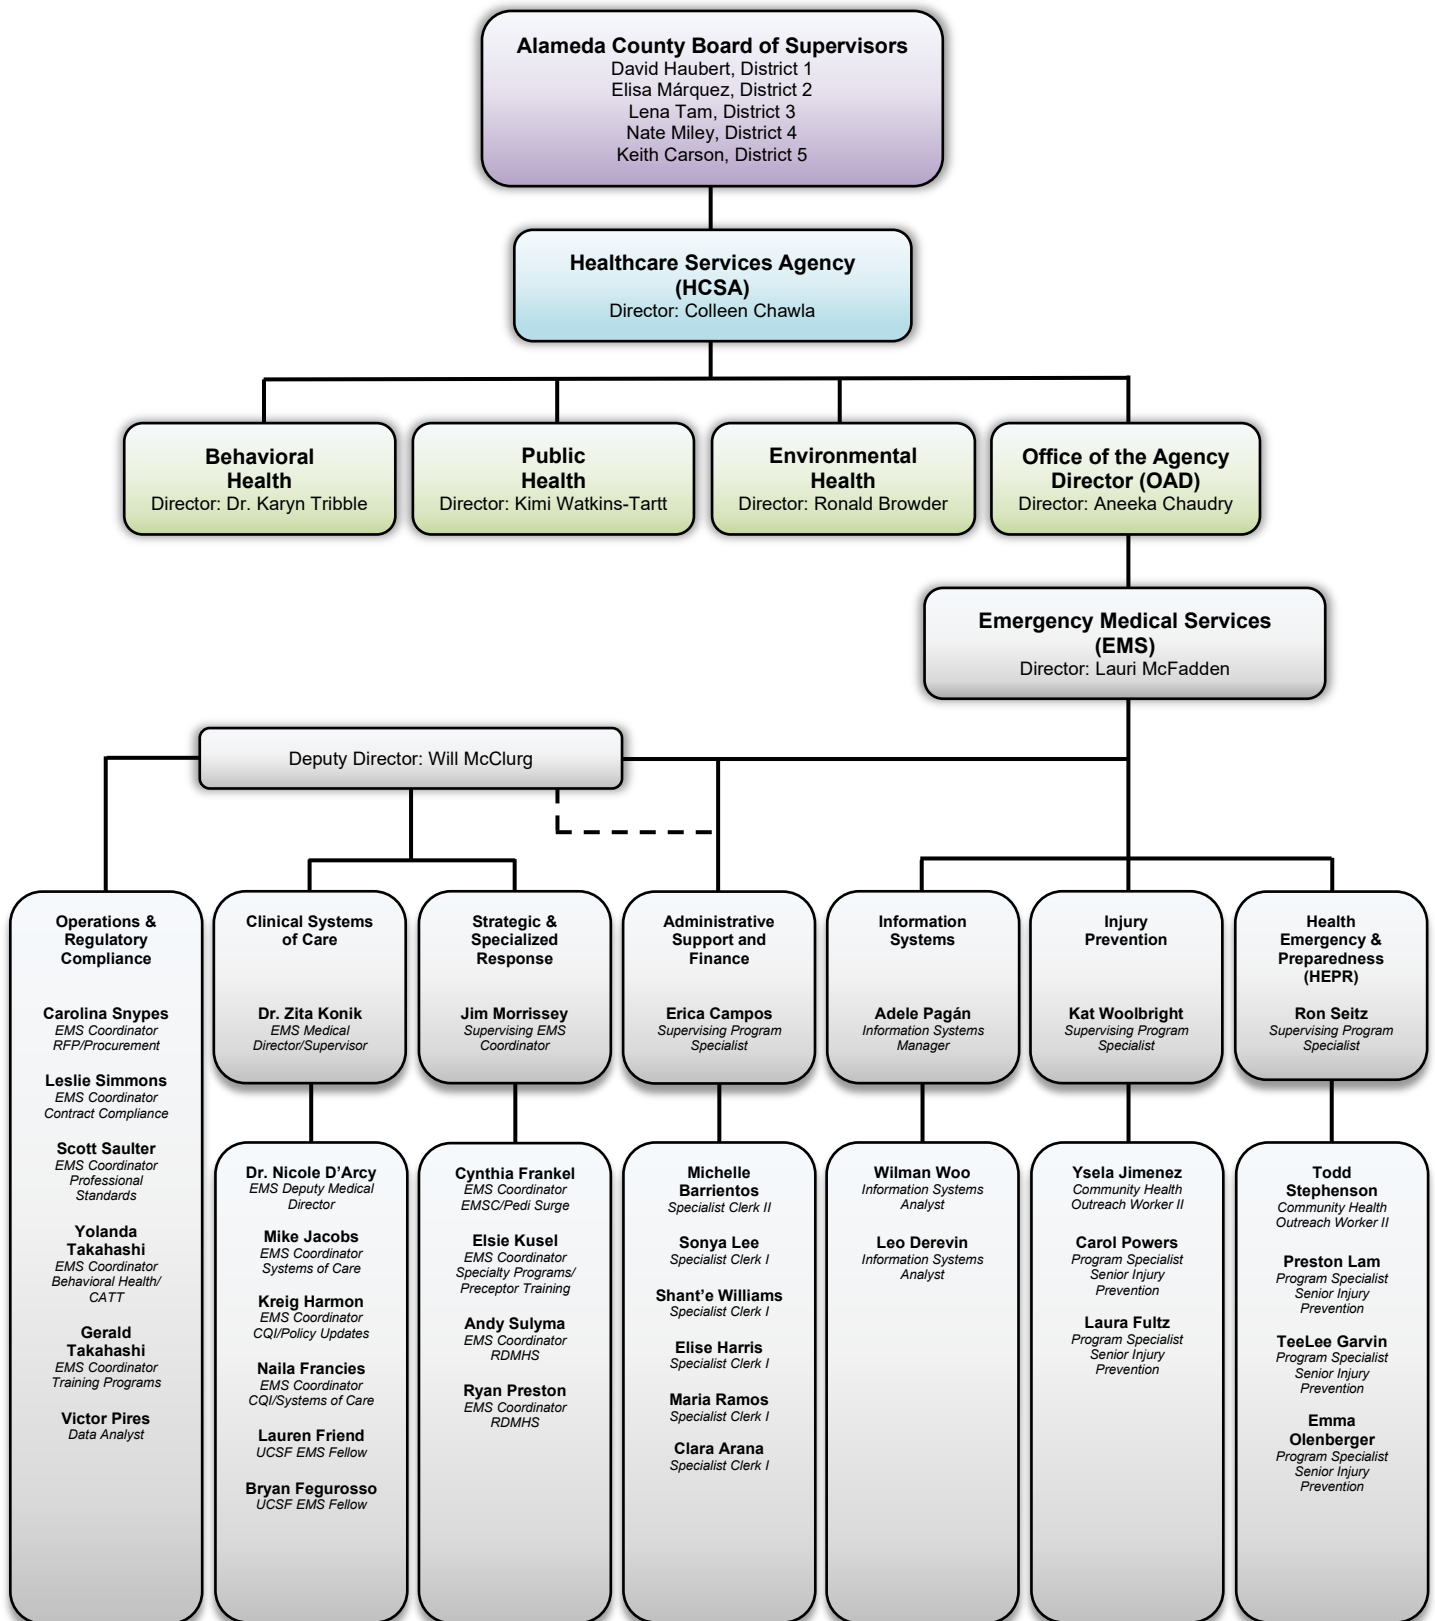 Alameda County Board of Supervisors
David Haubert, District 1
Elisa Márquez, District 2
Lena Tam, District 3
Nate Miley, District 4
Keith Carson, District 5
Healthcare Services Agency
(HCSA)
Director: Colleen Chawla
Behavioral
Health
Director: Dr. Karyn Tribble
Public
Health
Director: Kimi Watkins-Tartt
Environmental
Health
Director: Ronald Browder
Office of the Agency
Director (OAD)
Director: Aneeka Chaudry
Emergency Medical Services
(EMS)
Director: Lauri McFadden
Deputy Director: Will McClurg
Operations &
Regulatory
Compliance
Carolina Snypes
EMS Coordinator
RFP/Procurement
Leslie Simmons
EMS Coordinator
Contract Compliance
Scott Saulter
EMS Coordinator
Professional
Standards
Yolanda
Takahashi
EMS Coordinator
Behavioral Health/
CATT
Gerald
Takahashi
EMS Coordinator
Training Programs
Victor Pires
Data Analyst
Clinical Systems
of Care
Dr. Zita Konik
EMS Medical
Director/Supervisor
Dr. Nicole D’Arcy
EMS Deputy Medical
Director
Mike Jacobs
EMS Coordinator
Systems of Care
Kreig Harmon
EMS Coordinator
CQI/Policy Updates
Naila Francies
EMS Coordinator
CQI/Systems of Care
Lauren Friend
UCSF EMS Fellow
Bryan Fegurosso
UCSF EMS Fellow
Strategic &
Specialized
Response
Jim Morrissey
Supervising EMS
Coordinator
Cynthia Frankel
EMS Coordinator
EMSC/Pedi Surge
Elsie Kusel
EMS Coordinator
Specialty Programs/
Preceptor Training
Andy Sulyma
EMS Coordinator
RDMHS
Ryan Preston
EMS Coordinator
RDMHS
Administrative
Support and
Finance
Erica Campos
Supervising Program
Specialist
Michelle
Barrientos
Specialist Clerk II
Sonya Lee
Specialist Clerk I
Shant’e Williams
Specialist Clerk I
Elise Harris
Specialist Clerk I
Maria Ramos
Specialist Clerk I
Clara Arana
Specialist Clerk I
Information
Systems
Adele Pagán
Information Systems
Manager
Wilman Woo
Information Systems
Analyst
Leo Derevin
Information Systems
Analyst
Injury
Prevention
Kat Woolbright
Supervising Program
Specialist
Ysela Jimenez
Community Health
Outreach Worker II
Carol Powers
Program Specialist
Senior Injury
Prevention
Laura Fultz
Program Specialist
Senior Injury
Prevention
Health
Emergency &
Preparedness
(HEPR)
Ron Seitz
Supervising Program
Specialist
Todd
Stephenson
Community Health
Outreach Worker II
Preston Lam
Program Specialist
Senior Injury
Prevention
TeeLee Garvin
Program Specialist
Senior Injury
Prevention
Emma
Olenberger
Program Specialist
Senior Injury
Prevention